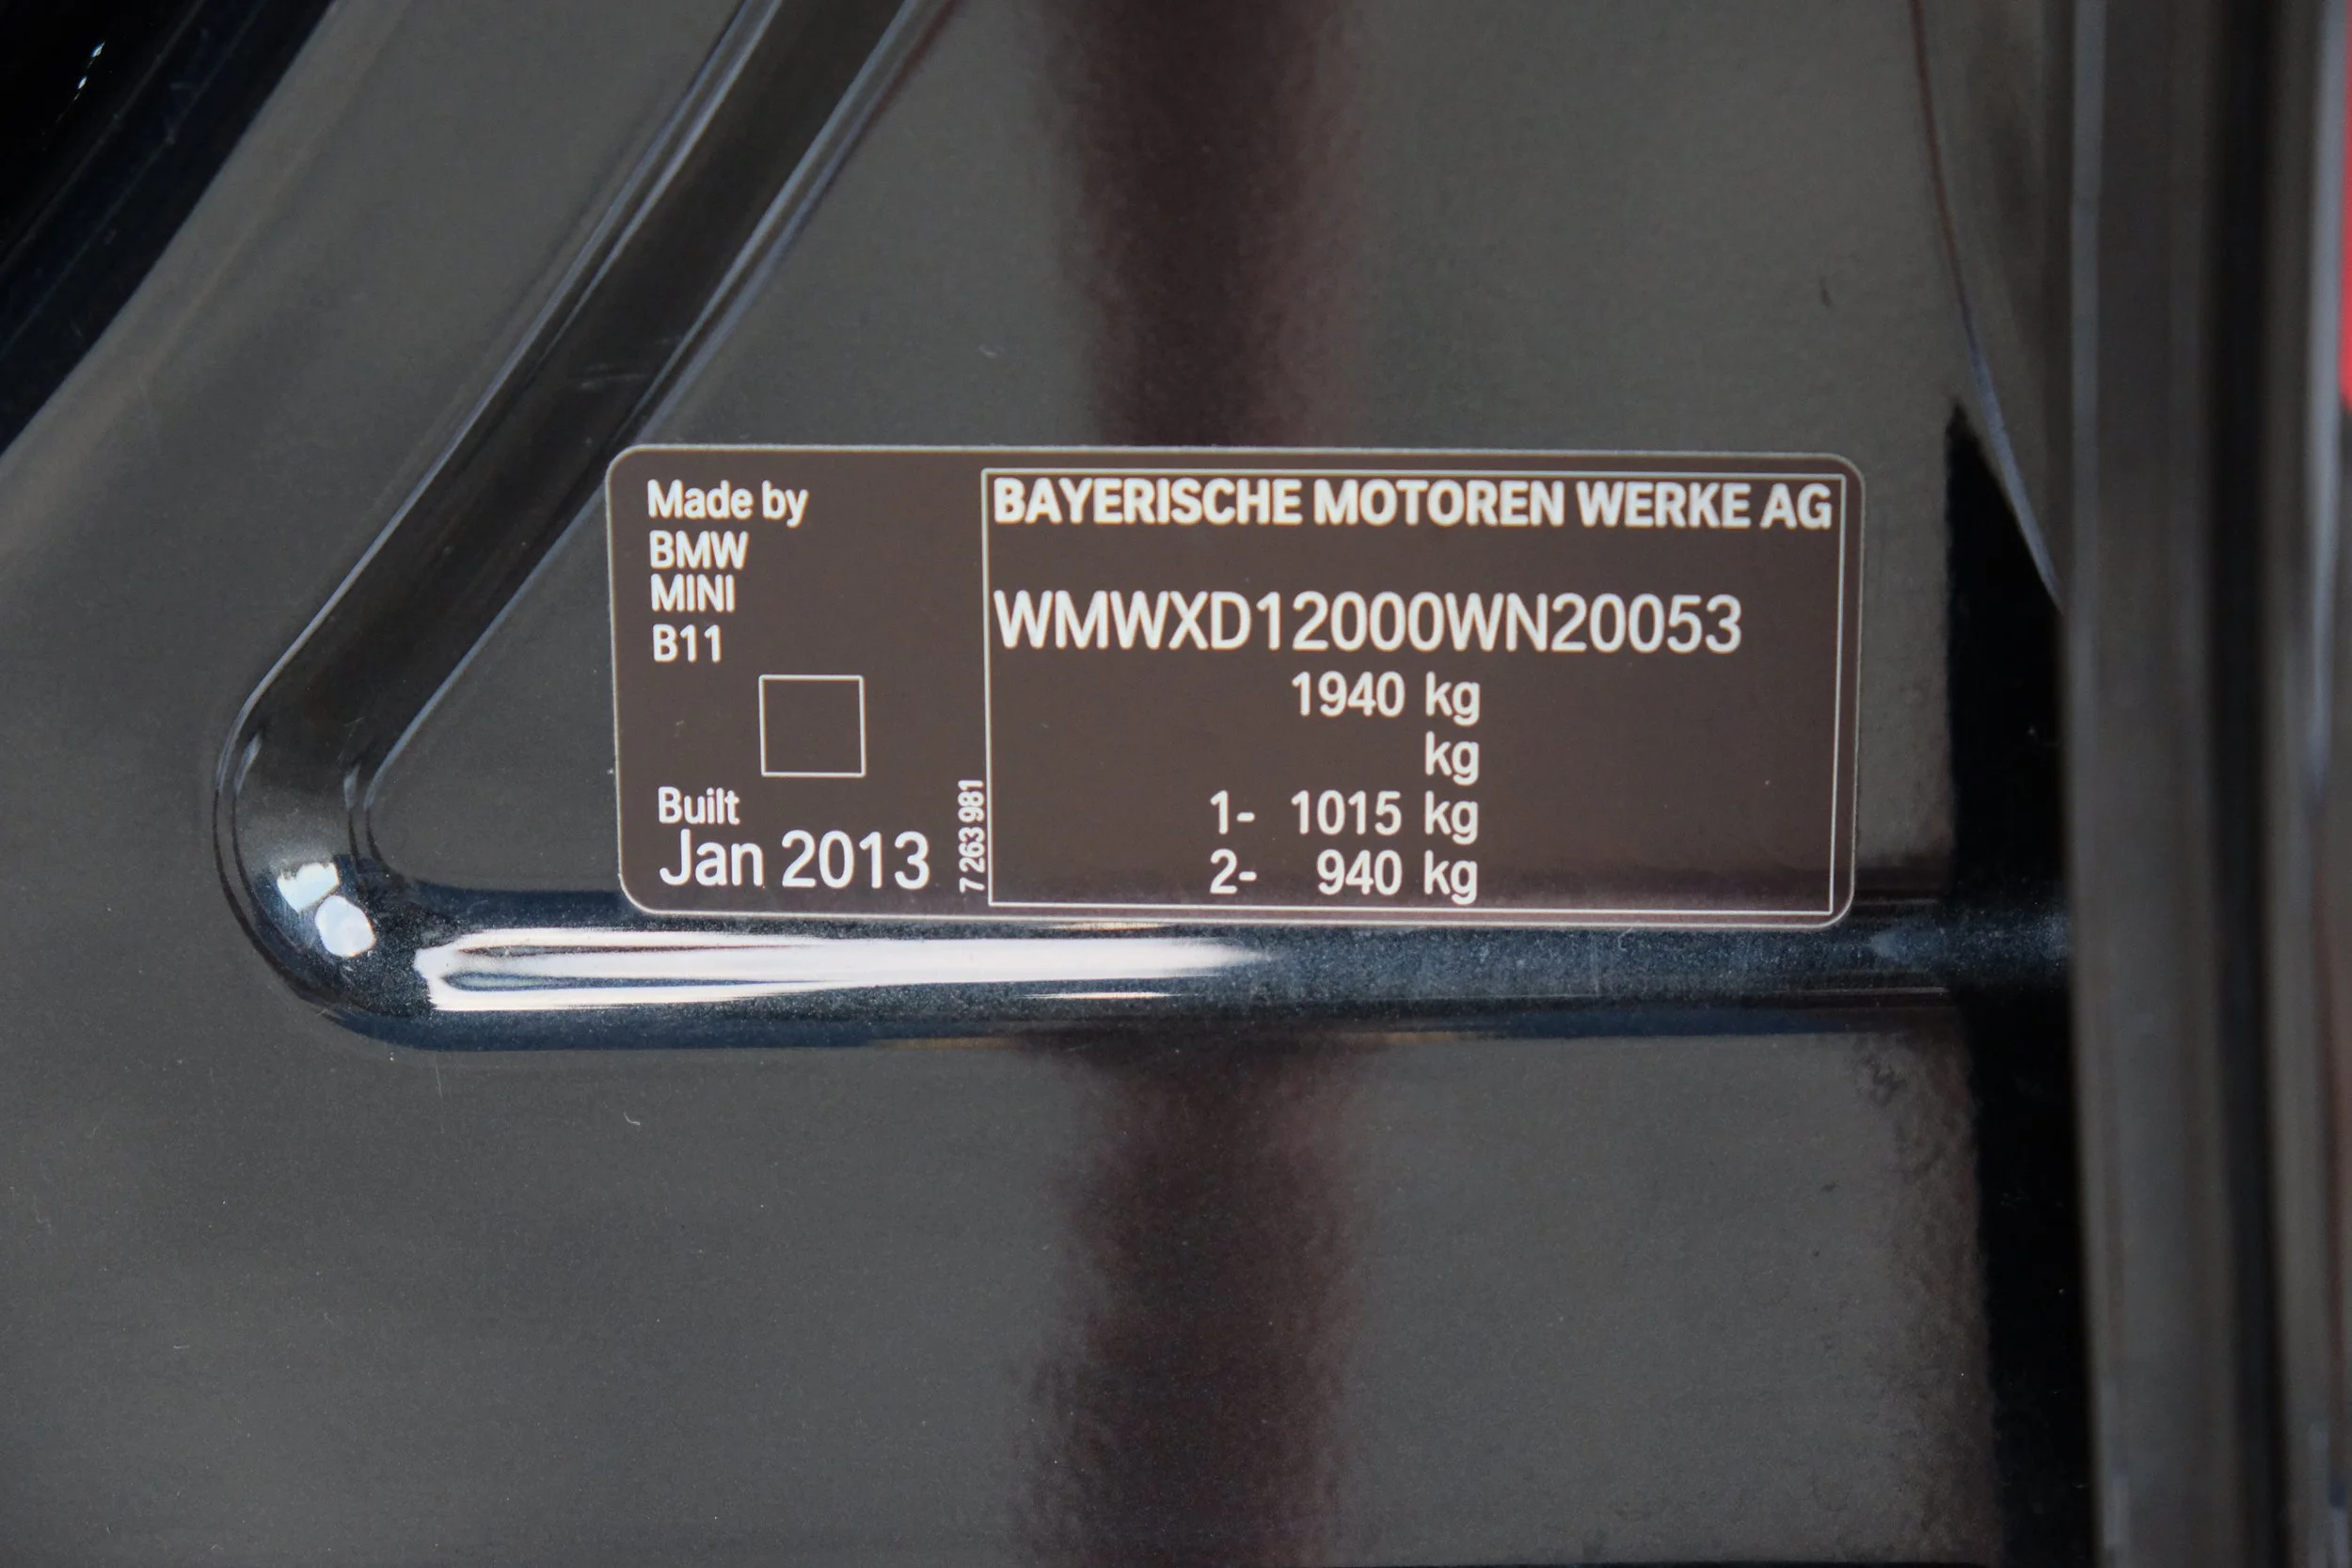 Made by
BMW
MINI
B11
Built
Jan 2013
7 263 981
BAYERISCHE MOTOREN WERKE AG
WMWXD12000WN20053
1940 kg
kg
1- 1015 kg
2- 940 kg